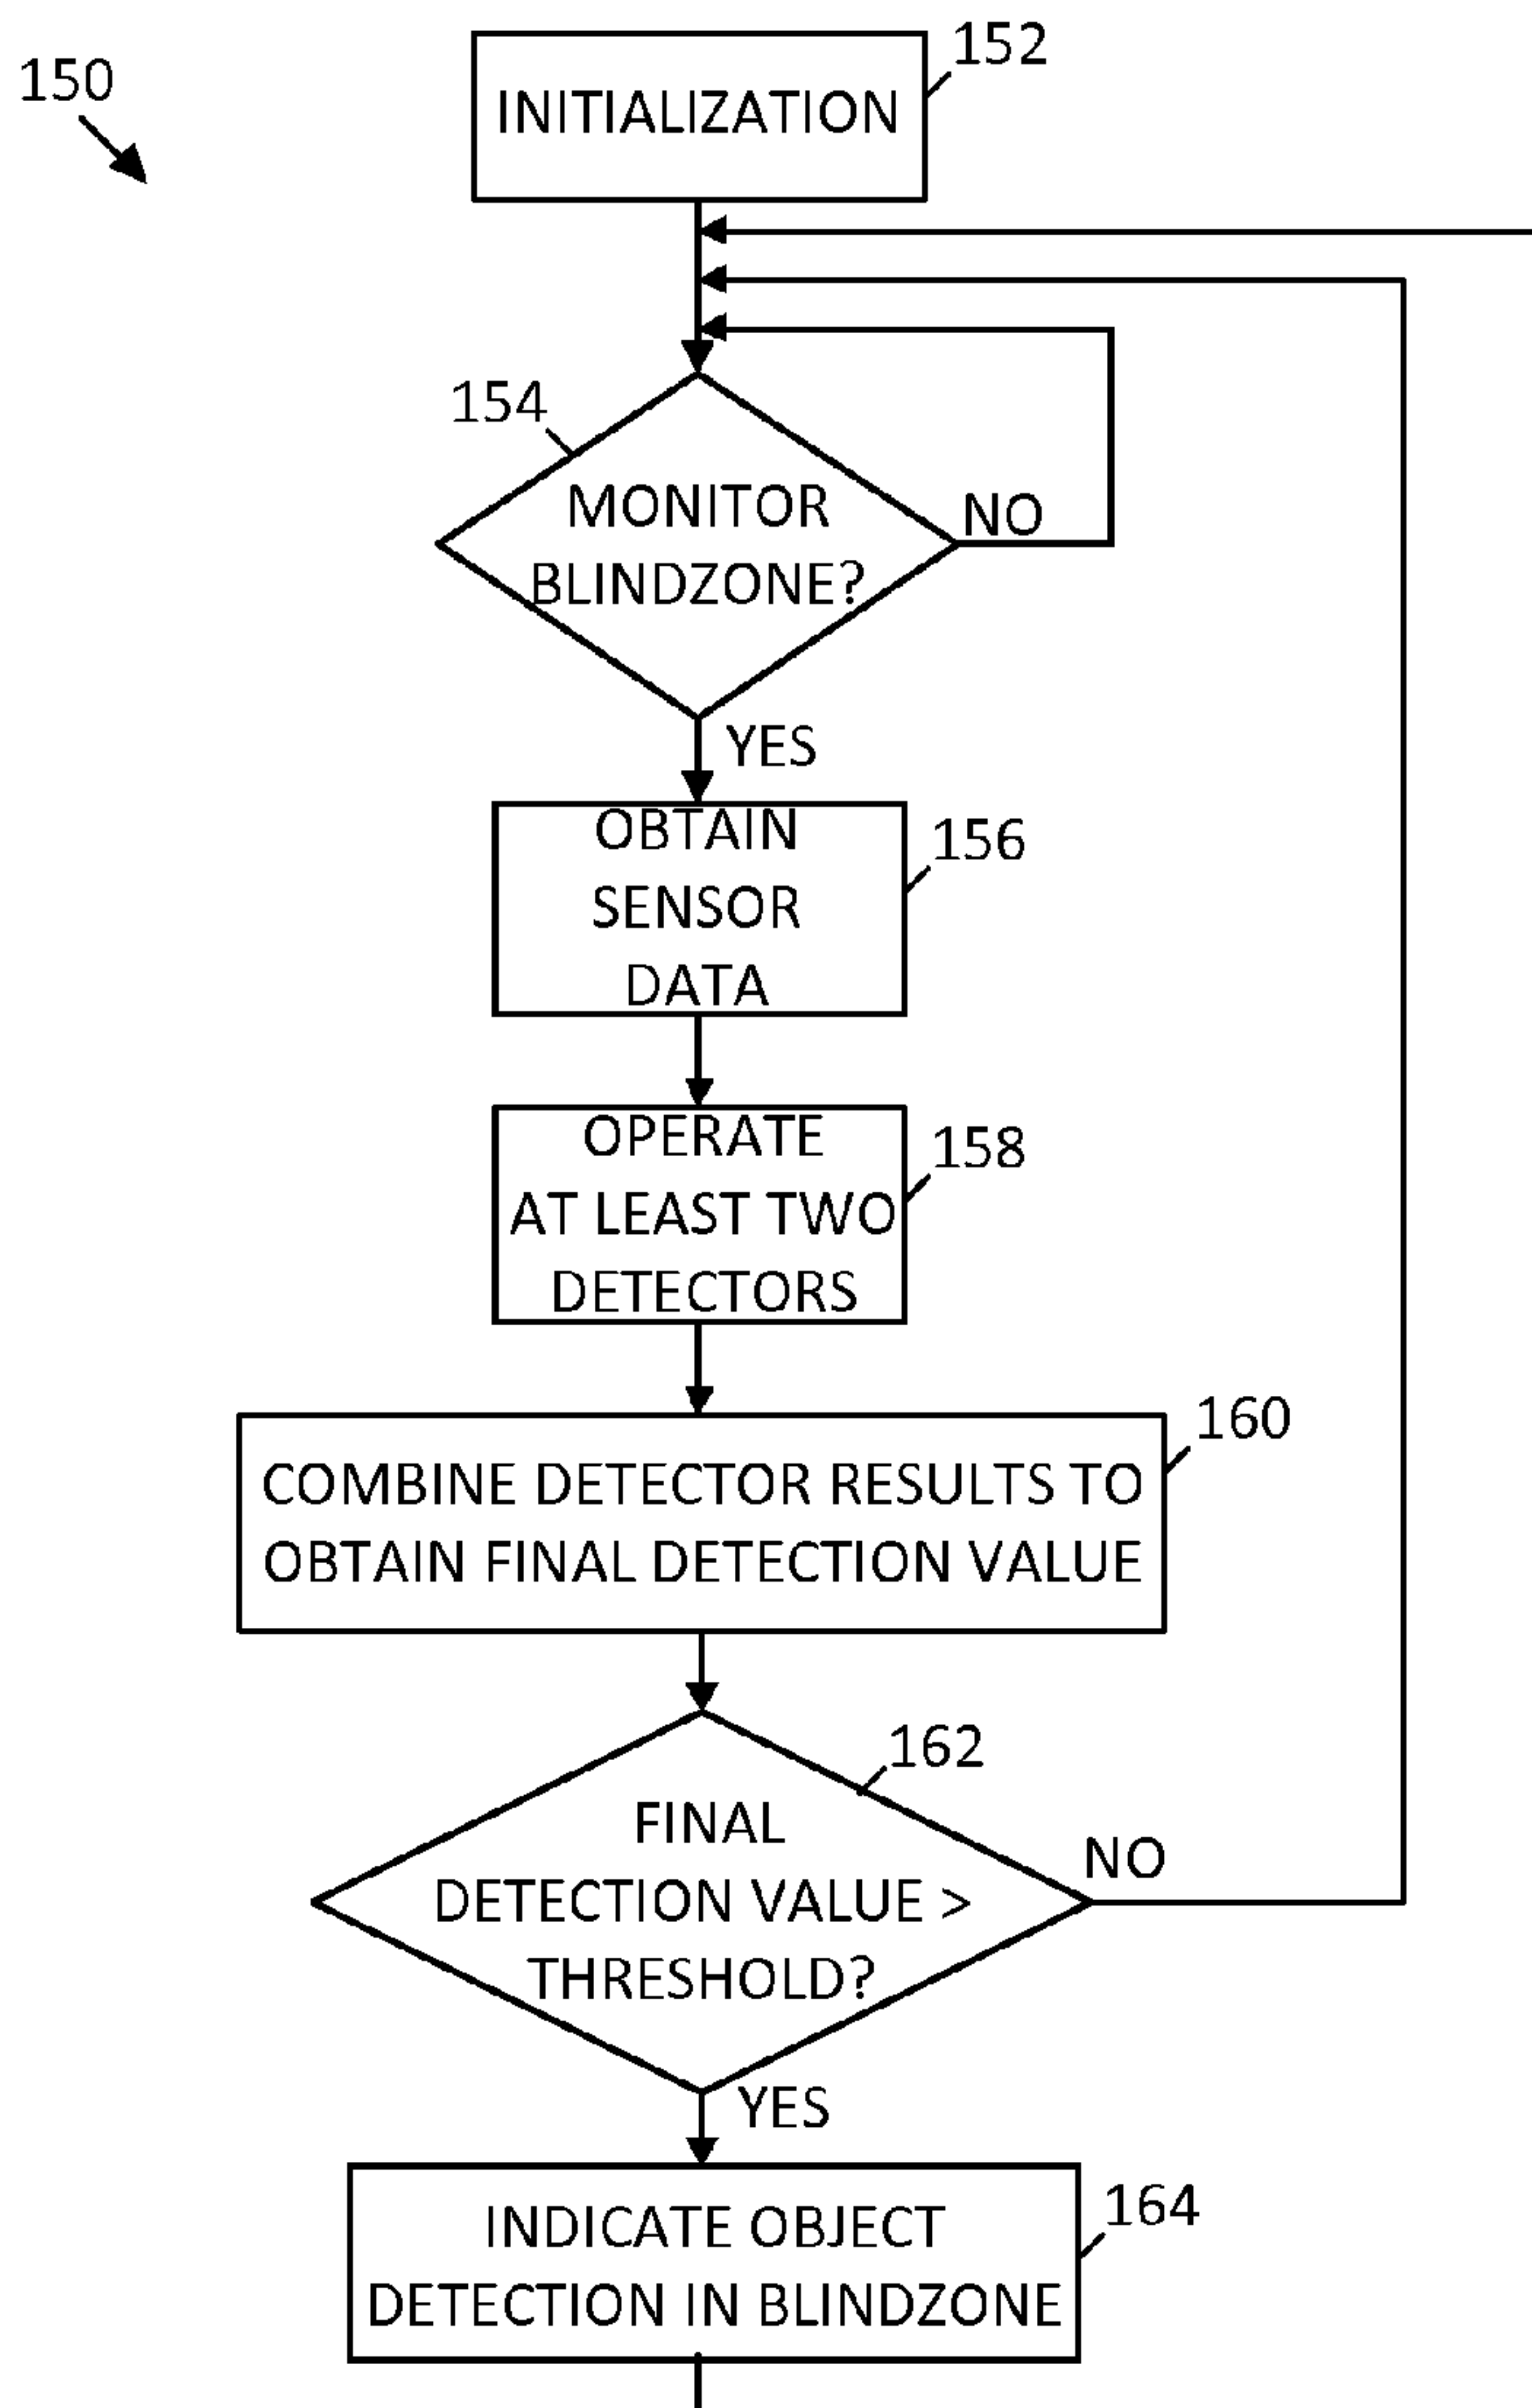 150
152
INITIALIZATION
154
MONITOR
BLINDZONE?
NO
YES
OBTAIN
SENSOR
DATA
156
OPERATE
AT LEAST TWO
DETECTORS
158
160
COMBINE DETECTOR RESULTS TO
OBTAIN FINAL DETECTION VALUE
162
FINAL
DETECTION VALUE >
THRESHOLD?
NO
YES
164
INDICATE OBJECT
DETECTION IN BLINDZONE